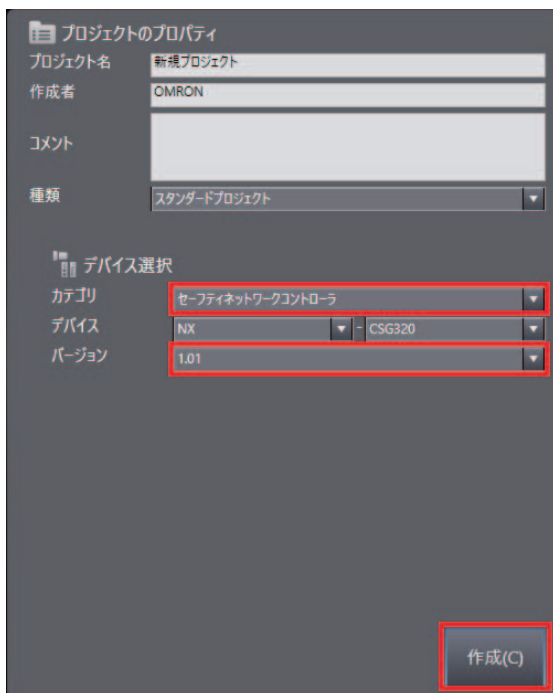 プロジェクトのプロパティ
プロジェクト名 新規プロジェクト
作成者 OMRON
コメント
種類 スタンダードプロジェクト
デバイス選択
カテゴリ セーフティネットワークコントローラ
デバイス NX - CSG320
バージョン 1.01
作成(C)